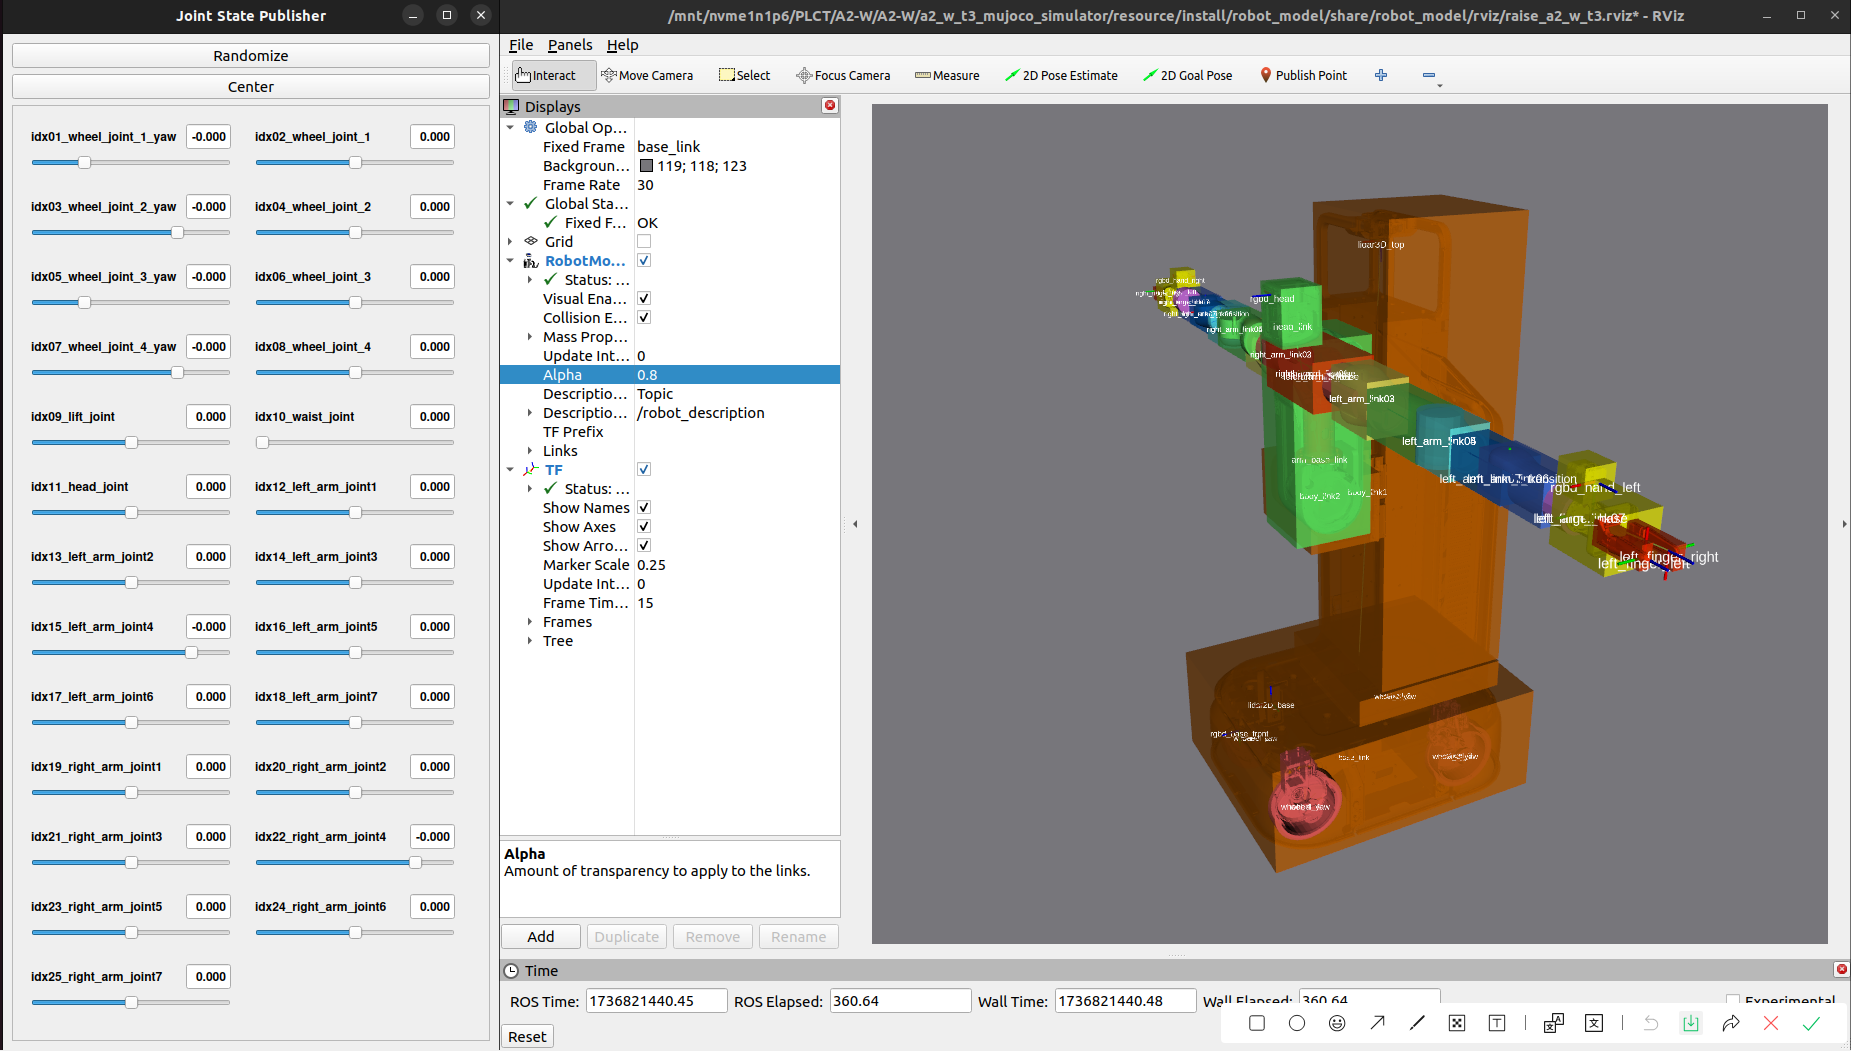 Joint State Publisher
Randomize
Center
idx01_wheel_joint_1_yaw -0.000 idx02_wheel_joint_1 0.000
idx03_wheel_joint_2_yaw -0.000 idx04_wheel_joint_2 0.000
idx05_wheel_joint_3_yaw -0.000 idx06_wheel_joint_3 0.000
idx07_wheel_joint_4_yaw -0.000 idx08_wheel_joint_4 0.000
idx09_lift_joint 0.000 idx10_waist_joint 0.000
idx11_head_joint 0.000 idx12_left_arm_joint1 0.000
idx13_left_arm_joint2 0.000 idx14_left_arm_joint3 0.000
idx15_left_arm_joint4 -0.000 idx16_left_arm_joint5 0.000
idx17_left_arm_joint6 0.000 idx18_left_arm_joint7 0.000
idx19_right_arm_joint1 0.000 idx20_right_arm_joint2 0.000
idx21_right_arm_joint3 0.000 idx22_right_arm_joint4 -0.000
idx23_right_arm_joint5 0.000 idx24_right_arm_joint6 0.000
idx25_right_arm_joint7 0.000
/mnt/nvme1n1p6/PLCT/A2-W/A2-W/a2_w_t3_mujoco_simulator/resource/install/robot_model/share/robot_model/rviz/raise_a2_w_t3.rviz* - RViz
File Panels Help
Interact Move Camera Select Focus Camera Measure 2D Pose Estimate 2D Goal Pose Publish Point
Displays
Global Op...
Fixed Frame base_link
Backgroun... 119; 118; 123
Frame Rate 30
Global Sta...
Fixed F... OK
Grid
RobotMo...
Status: ...
Visual Ena...
Collision E...
Mass Prop...
Update Int... 0
Alpha 0.8
Descriptio... Topic
Descriptio... /robot_description
TF Prefix
Links
TF
Status: ...
Show Names
Show Axes
Show Arro...
Marker Scale 0.25
Update Int... 0
Frame Tim... 15
Frames
Tree
Alpha
Amount of transparency to apply to the links.
Add Duplicate Remove Rename
lidar3D_top
rgbd_hand_right
rgbd_head
head_link
right_arm_link03
left_arm_link03
arm_base_link
body_link2 body_link1
rgbd_hand_left
left_finger_right
left_finger_left
lidar2D_base
rgbd_base_front
base_link
Time
ROS Time: 1736821440.45 ROS Elapsed: 360.64 Wall Time: 1736821440.48 Wall Elapsed: 360.64 Experimental
Reset